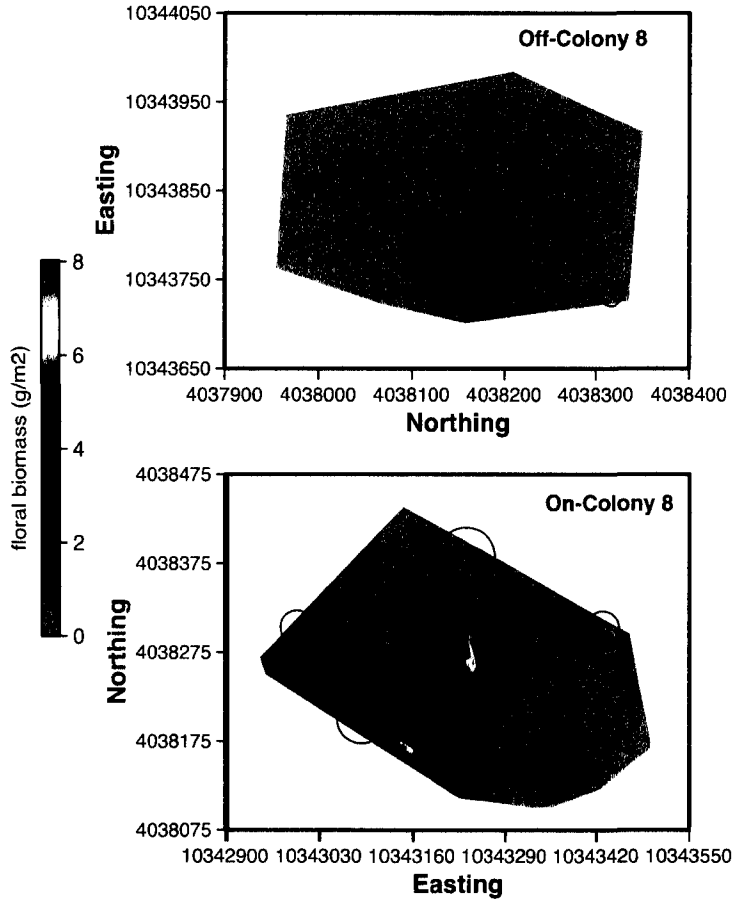 10344050
Off-Colony 8
10343950
10343850
10343750
10343650
Easting
4037900 4038000 4038100 4038200 4038300 4038400
Northing
floral biomass (g/m2)
8
6
4
2
0
4038475
On-Colony 8
4038375
4038275
4038175
4038075
Northing
10342900 10343030 10343160 10343290 10343420 10343550
Easting